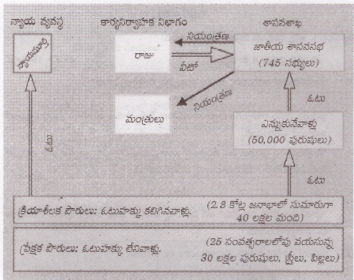 న్యాయ వ్యవస్థ
కార్యనిర్వాహక విభాగం
శాసనశాఖ
న్యాయమూర్తి
రాజు
నియంత్రణ
వీటో
జాతీయ శాసనసభ
(745 సభ్యులు)
మంత్రులు
నియంత్రణ
ఓటు
ఓటు
ఎన్నుకునేవాళ్లు
(50,000 పురుషులు)
ఓటు
క్రియాశీలక పౌరులు: ఓటుహక్కు కలిగినవాళ్లు.
(2.8 కోట్ల జనాభాలో సుమారుగా
40 లక్షల మంది)
ప్రేక్షక పౌరులు: ఓటుహక్కు లేనివాళ్లు.
(25 సంవత్సరాలలోపు వయసున్న
30 లక్షల పురుషులు, స్త్రీలు, పిల్లలు)